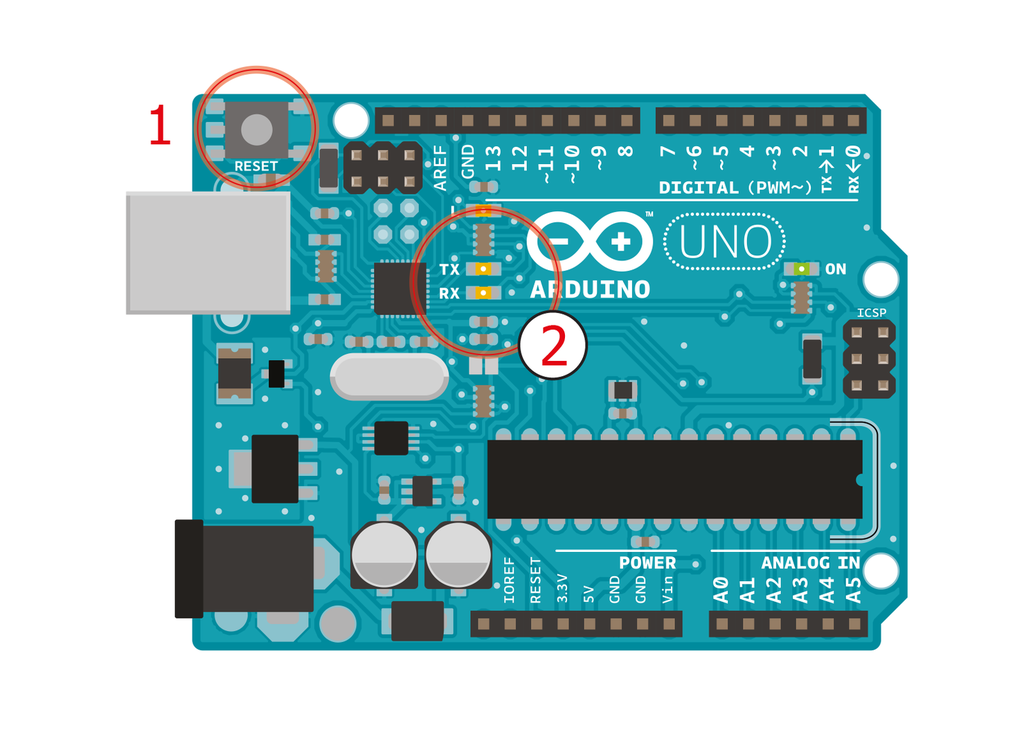 1
RESET
AREF
GND
13
12
~11
~10
~9
8
7
~6
~5
4
~3
2
TX→1
RX←0
DIGITAL (PWM~)
L
™
UNO
TX
RX
ARDUINO
ON
2
ICSP
POWER
ANALOG IN
IOREF
RESET
3.3V
5V
GND
GND
Vin
A0
A1
A2
A3
A4
A5